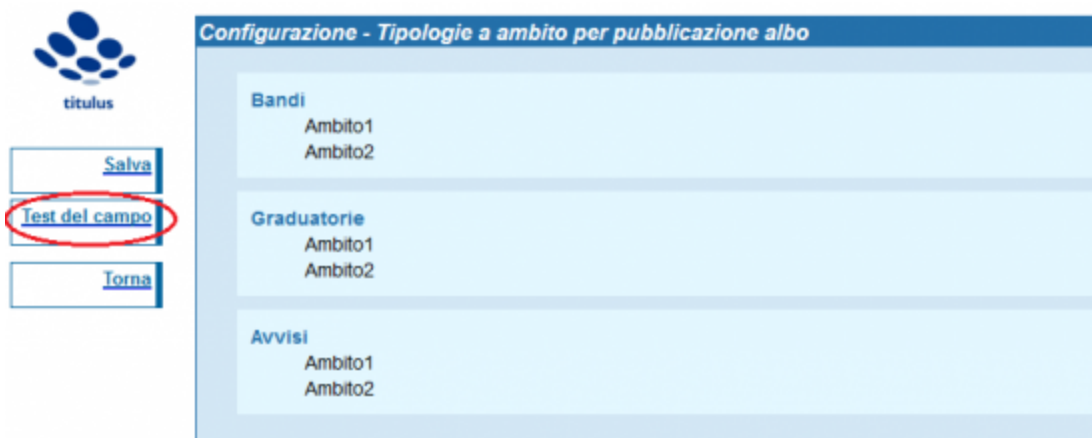 titulus
Salva
Test del campo
Torna
Configurazione - Tipologie a ambito per pubblicazione albo
Bandi
Ambito1
Ambito2
Graduatorie
Ambito1
Ambito2
Avvisi
Ambito1
Ambito2